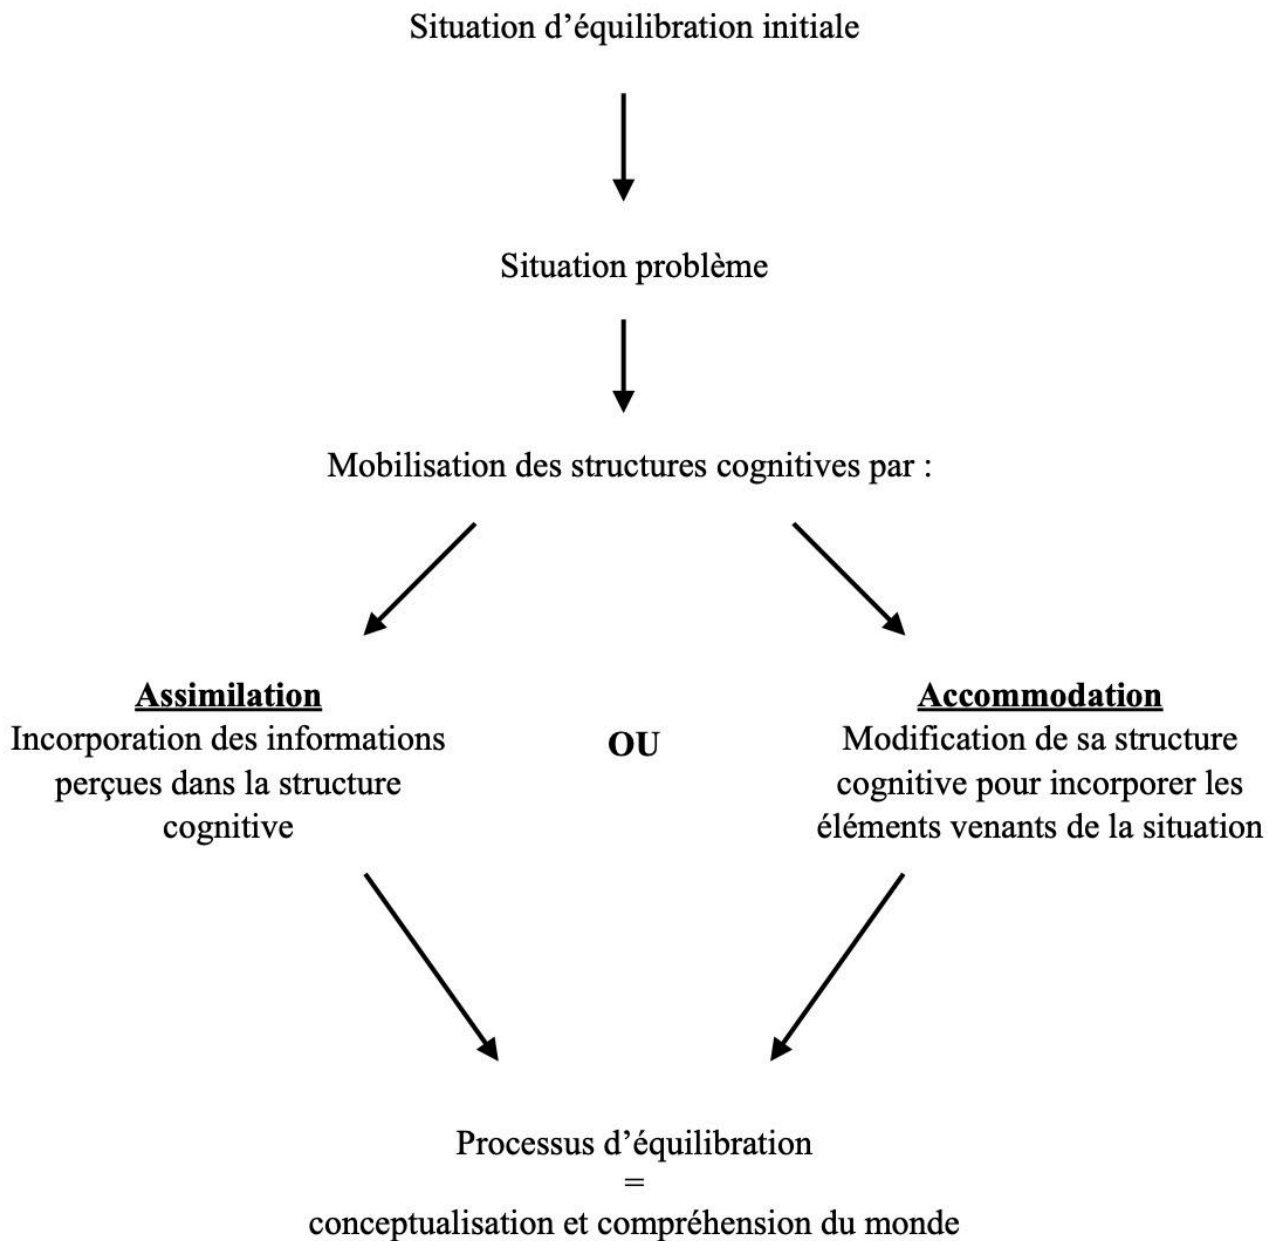 Situation d’équilibration initiale
Situation problème
Mobilisation des structures cognitives par :
Assimilation
Incorporation des informations
perçues dans la structure
cognitive
OU
Accommodation
Modification de sa structure
cognitive pour incorporer les
éléments venants de la situation
Processus d’équilibration
=
conceptualisation et compréhension du monde